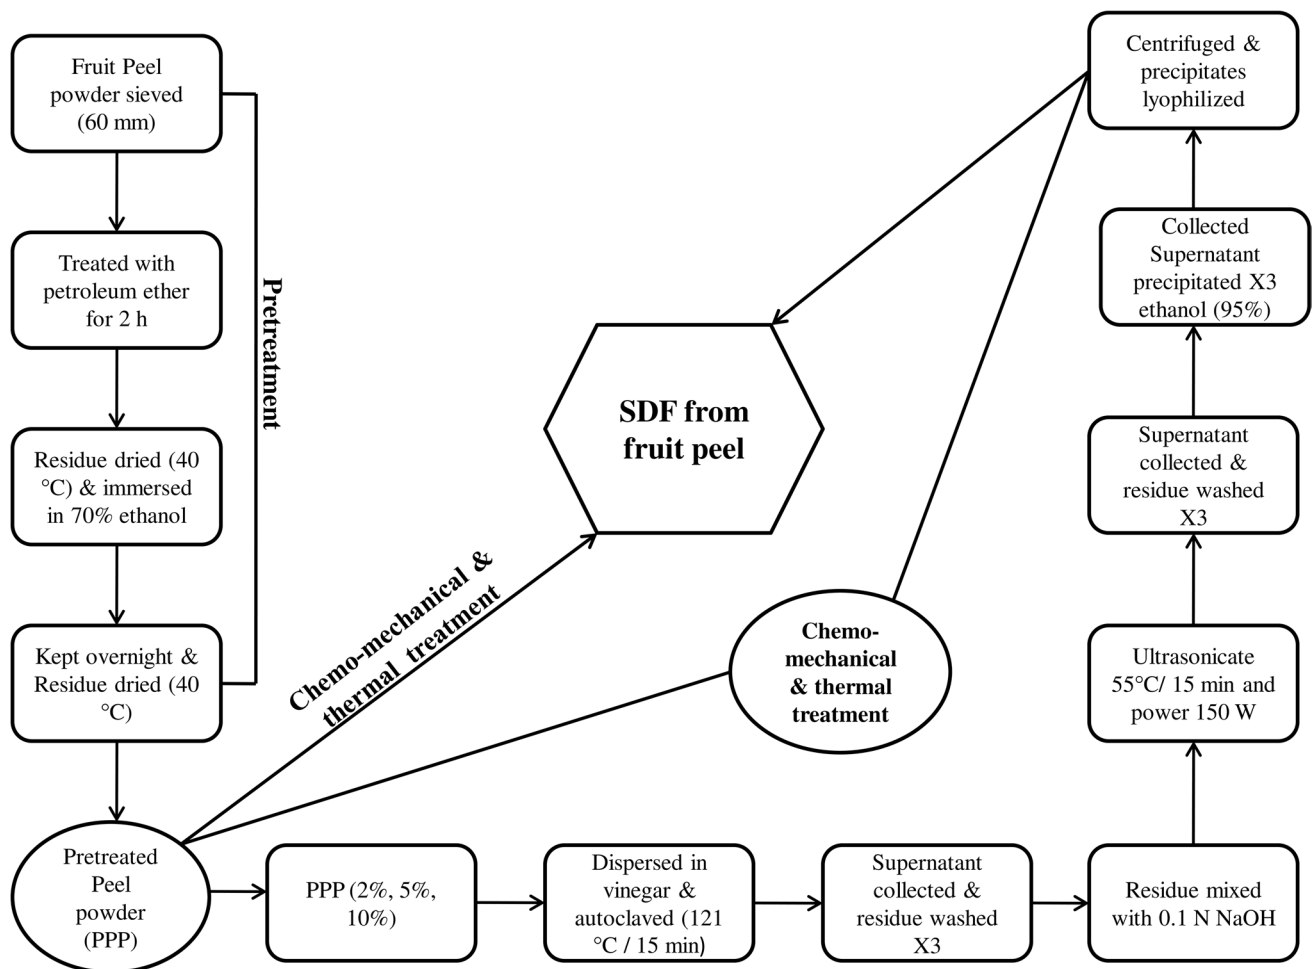 Fruit Peel
powder sieved
(60 mm)
Treated with
petroleum ether
for 2 h
Residue dried (40
°C) & immersed
in 70% ethanol
Kept overnight &
Residue dried (40
°C)
Pretreatment
Pretreated
Peel
powder
(PPP)
PPP (2%, 5%,
10%)
Dispersed in
vinegar &
autoclaved (121
°C / 15 min)
Supernatant
collected &
residue washed
X3
Residue mixed
with 0.1 N NaOH
Ultrasonicate
55°C/ 15 min and
power 150 W
Supernatant
collected &
residue washed
X3
Collected
Supernatant
precipitated X3
ethanol (95%)
Centrifuged &
precipitates
lyophilized
SDF from
fruit peel
Chemo-mechanical &
thermal treatment
Chemo-
mechanical
& thermal
treatment